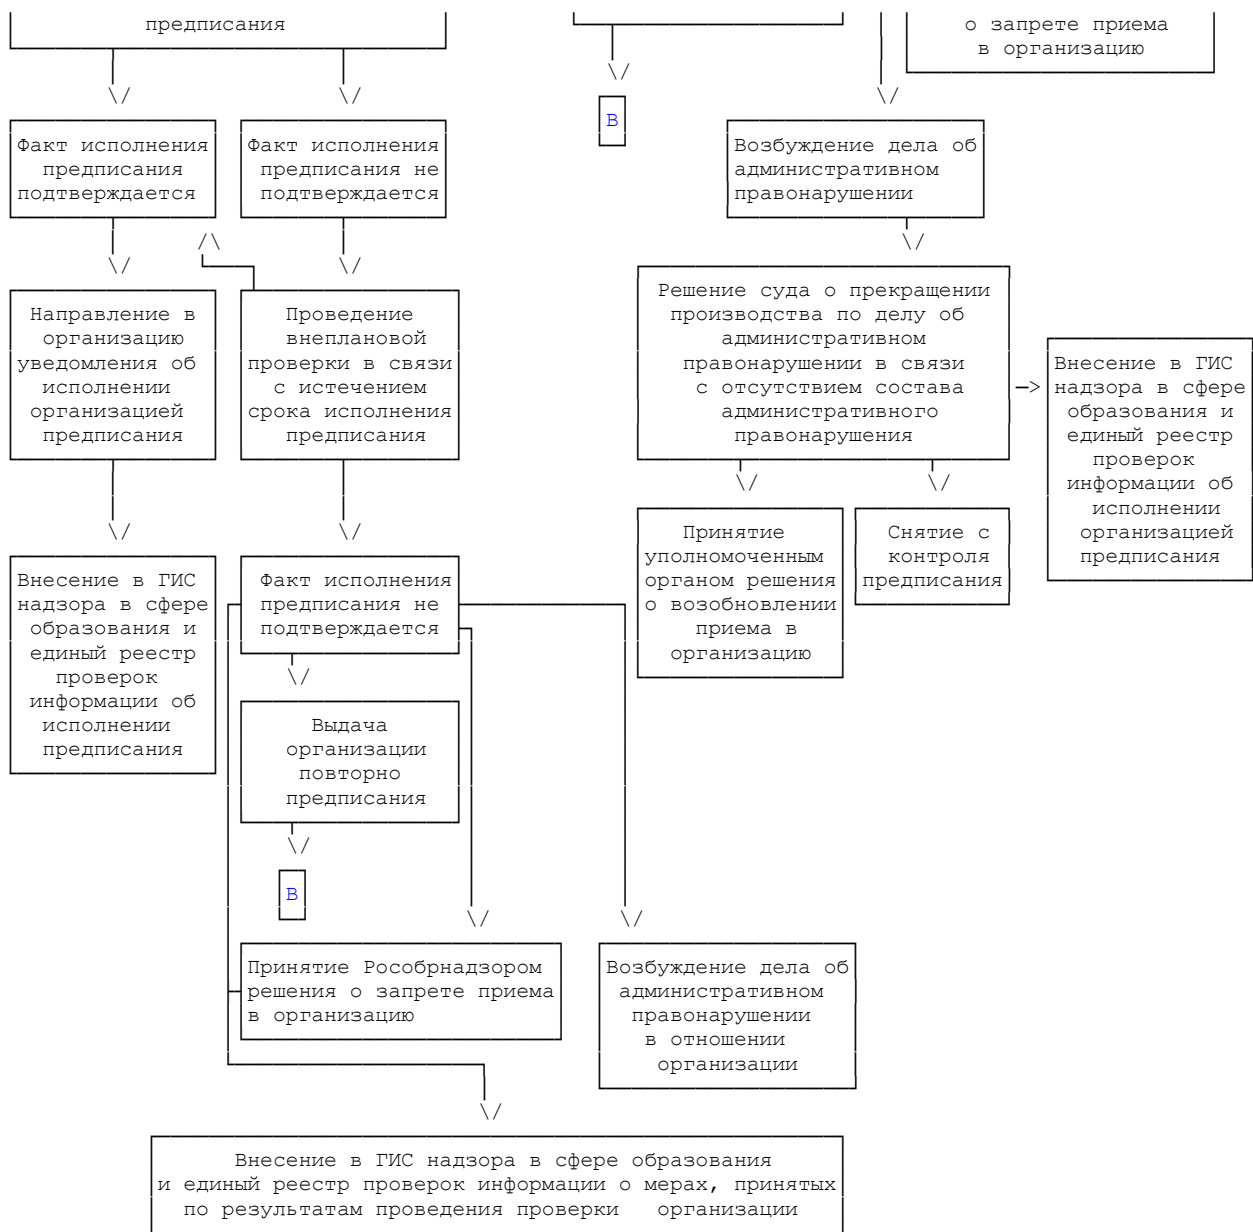 предписания
о запрете приема
в организацию
В
Факт исполнения
предписания
подтверждается
Факт исполнения
предписания не
подтверждается
Возбуждение дела об
административном
правонарушении
Направление в
организацию
уведомления об
исполнении
организацией
предписания
Проведение
внеплановой
проверки в связи
с истечением
срока исполнения
предписания
Решение суда о прекращении
производства по делу об
административном
правонарушении в связи
с отсутствием состава
административного
правонарушения
Внесение в ГИС
надзора в сфере
образования и
единый реестр
проверок
информации об
исполнении
организацией
предписания
Принятие
уполномоченным
органом решения
о возобновлении
приема в
организацию
Снятие с
контроля
предписания
Внесение в ГИС
надзора в сфере
образования и
единый реестр
проверок
информации об
исполнении
предписания
Факт исполнения
предписания не
подтверждается
Выдача
организации
повторно
предписания
В
Принятие Рособрнадзором
решения о запрете приема
в организацию
Возбуждение дела об
административном
правонарушении
в отношении
организации
Внесение в ГИС надзора в сфере образования
и единый реестр проверок информации о мерах, принятых
по результатам проведения проверки организации